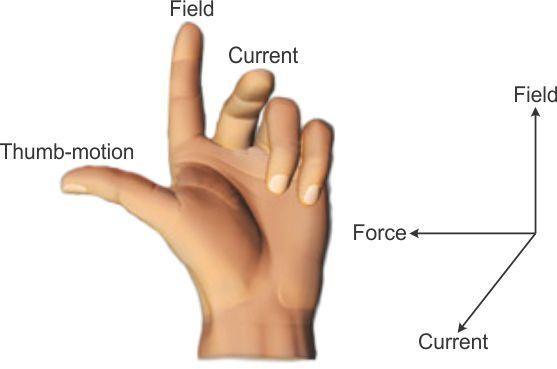 Field
Current
Thumb-motion
Field
Force
Current